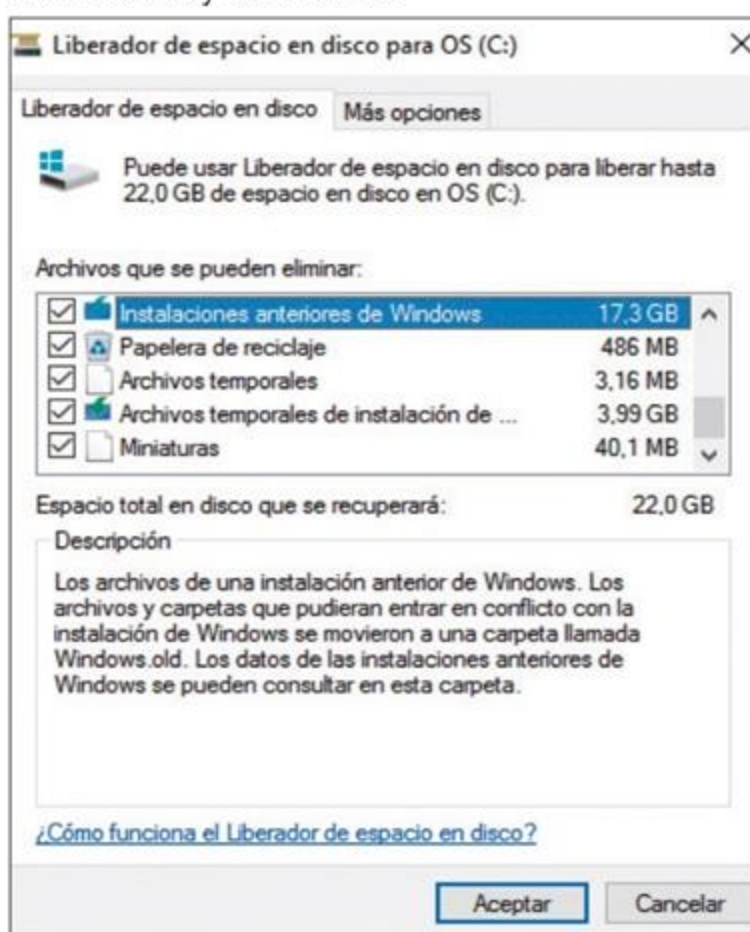 Liberador de espacio en disco para OS (C:)
Liberador de espacio en disco
Más opciones
Puede usar Liberador de espacio en disco para liberar hasta
22,0 GB de espacio en disco en OS (C:).
Archivos que se pueden eliminar:
Instalaciones anteriores de Windows 17,3 GB
Papelera de reciclaje 486 MB
Archivos temporales 3,16 MB
Archivos temporales de instalación de ... 3,99 GB
Miniaturas 40,1 MB
Espacio total en disco que se recuperará: 22,0 GB
Descripción
Los archivos de una instalación anterior de Windows. Los
archivos y carpetas que pudieran entrar en conflicto con la
instalación de Windows se movieron a una carpeta llamada
Windows.old. Los datos de las instalaciones anteriores de
Windows se pueden consultar en esta carpeta.
¿Cómo funciona el Liberador de espacio en disco?
Aceptar
Cancelar